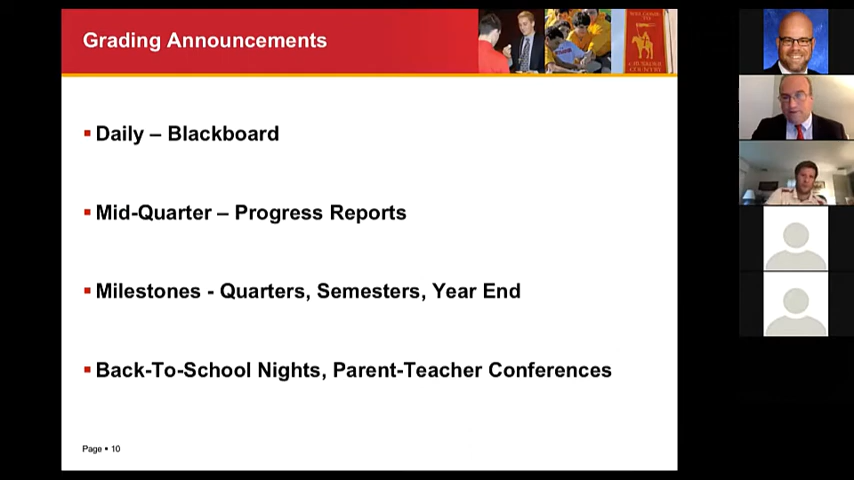 Grading Announcements
Daily – Blackboard
Mid-Quarter – Progress Reports
Milestones - Quarters, Semesters, Year End
Back-To-School Nights, Parent-Teacher Conferences
Page ▪ 10